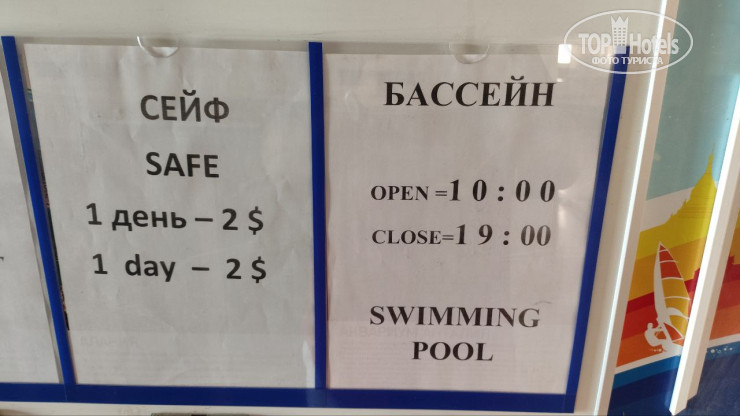 СЕЙФ
SAFE
1 день – 2 $
1 day – 2 $
БАССЕЙН
OPEN =10:00
CLOSE=19:00
SWIMMING
POOL
TOP Hotels
ФОТО ТУРИСТА